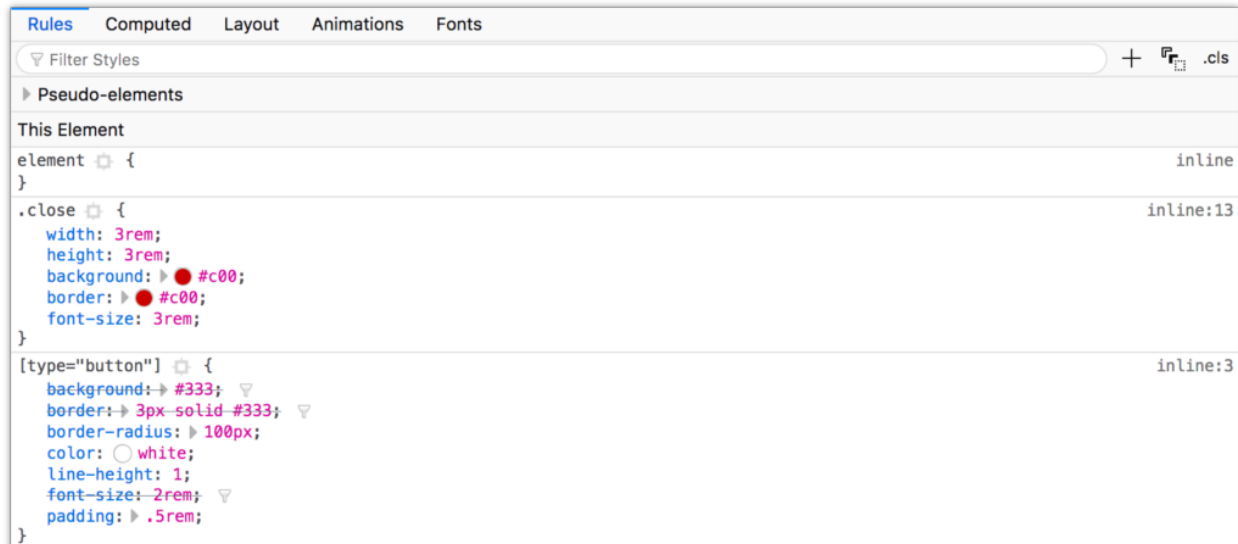 Rules Computed Layout Animations Fonts
Filter Styles + .cls
Pseudo-elements
This Element
element { inline
}
.close { inline:13
width: 3rem;
height: 3rem;
background: #c00;
border: #c00;
font-size: 3rem;
}
[type="button"] { inline:3
background: #333;
border: 3px solid #333;
border-radius: 100px;
color: white;
line-height: 1;
font-size: 2rem;
padding: .5rem;
}